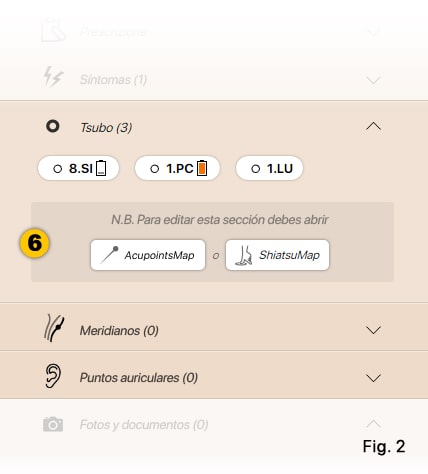 Prescrizione
Síntomas (1)
Tsubo (3)
8.SI 1.PC 1.LU
N.B. Para editar esta sección debes abrir
6
AcupointsMap o ShiatsuMap
Meridianos (0)
Puntos auriculares (0)
Fotos y documentos (0)
Fig. 2